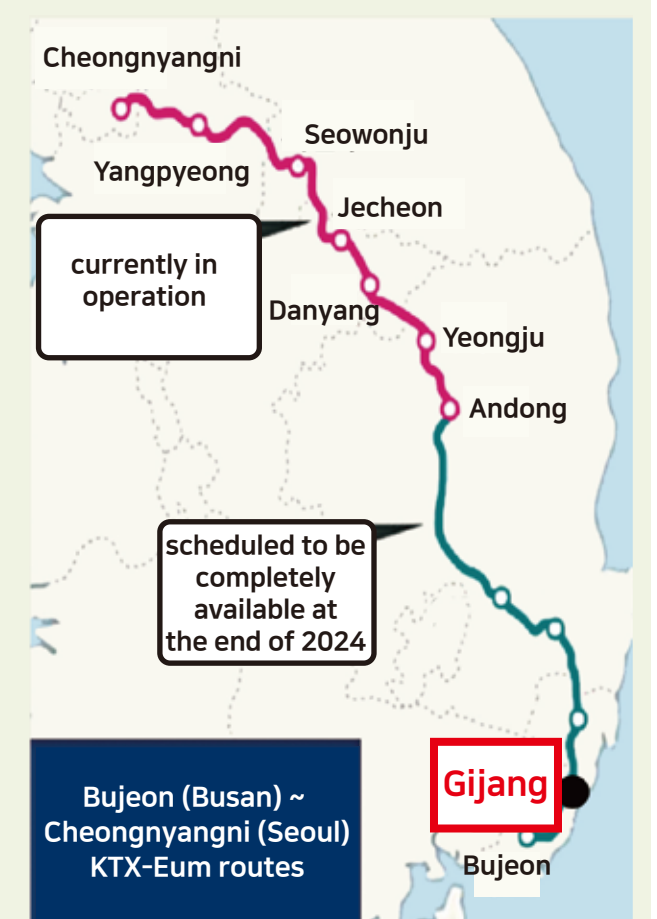 Cheongnyangni
Seowonju
Yangpyeong
Jecheon
currently in
operation
Danyang
Yeongju
Andong
scheduled to be
completely
available at
the end of 2024
Gijang
Bujeon
Bujeon (Busan) ~
Cheongnyangni (Seoul)
KTX-Eum routes